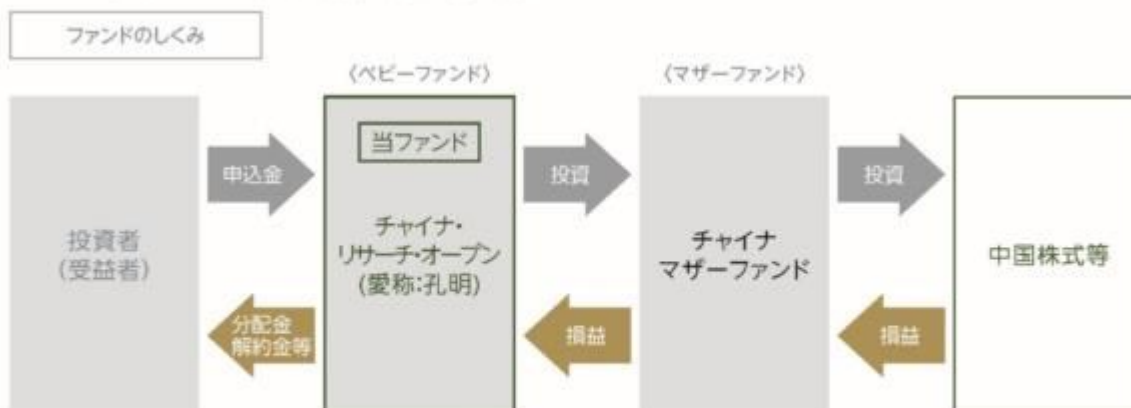 ファンドのしくみ
〈ベビーファンド〉
〈マザーファンド〉
投資者
(受益者)
申込金
分配金
解約金等
当ファンド
チャイナ・
リサーチ・オープン
(愛称:孔明)
投資
損益
チャイナ
マザーファンド
投資
損益
中国株式等